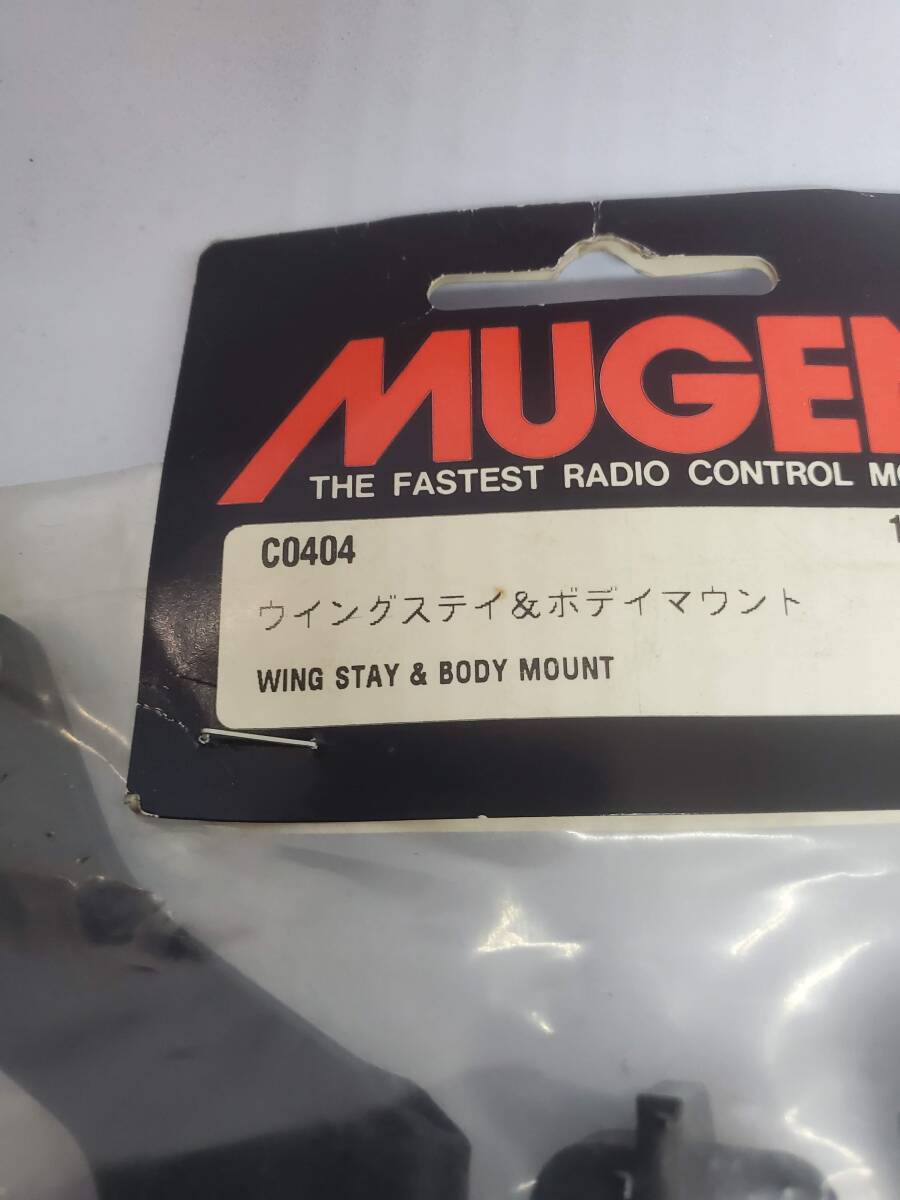 MUGEN
THE FASTEST RADIO CONTROL
C0404
ウイングステイ&ボデイマウント
WING STAY & BODY MOUNT